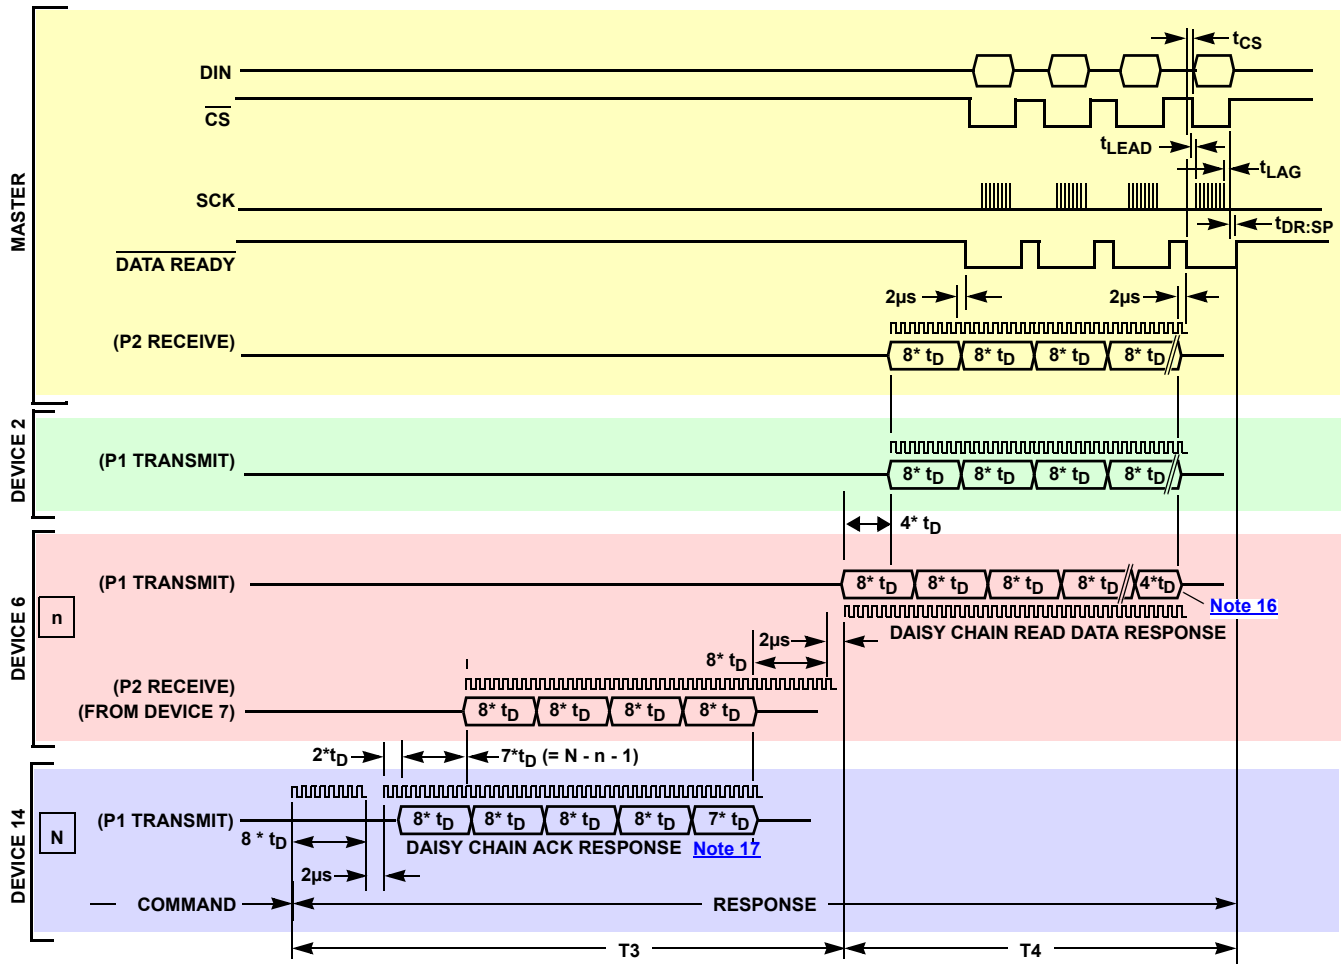 MASTER
DIN
tCS
CS
tLEAD
tLAG
SCK
tDR:SP
DATA READY
2µs
2µs
(P2 RECEIVE)
8* tD 8* tD 8* tD 8* tD
DEVICE 2
(P1 TRANSMIT)
8* tD 8* tD 8* tD 8* tD
4* tD
DEVICE 6
n
(P1 TRANSMIT)
8* tD 8* tD 8* tD 8* tD 4*tD
Note 16
DAISY CHAIN READ DATA RESPONSE
2µs
8* tD
(P2 RECEIVE)
(FROM DEVICE 7)
8* tD 8* tD 8* tD 8* tD
2*tD
7*tD (= N - n - 1)
DEVICE 14
N
(P1 TRANSMIT)
8* tD 8* tD 8* tD 8* tD 7* tD
8 * tD
DAISY CHAIN ACK RESPONSE Note 17
2µs
COMMAND
RESPONSE
T3
T4